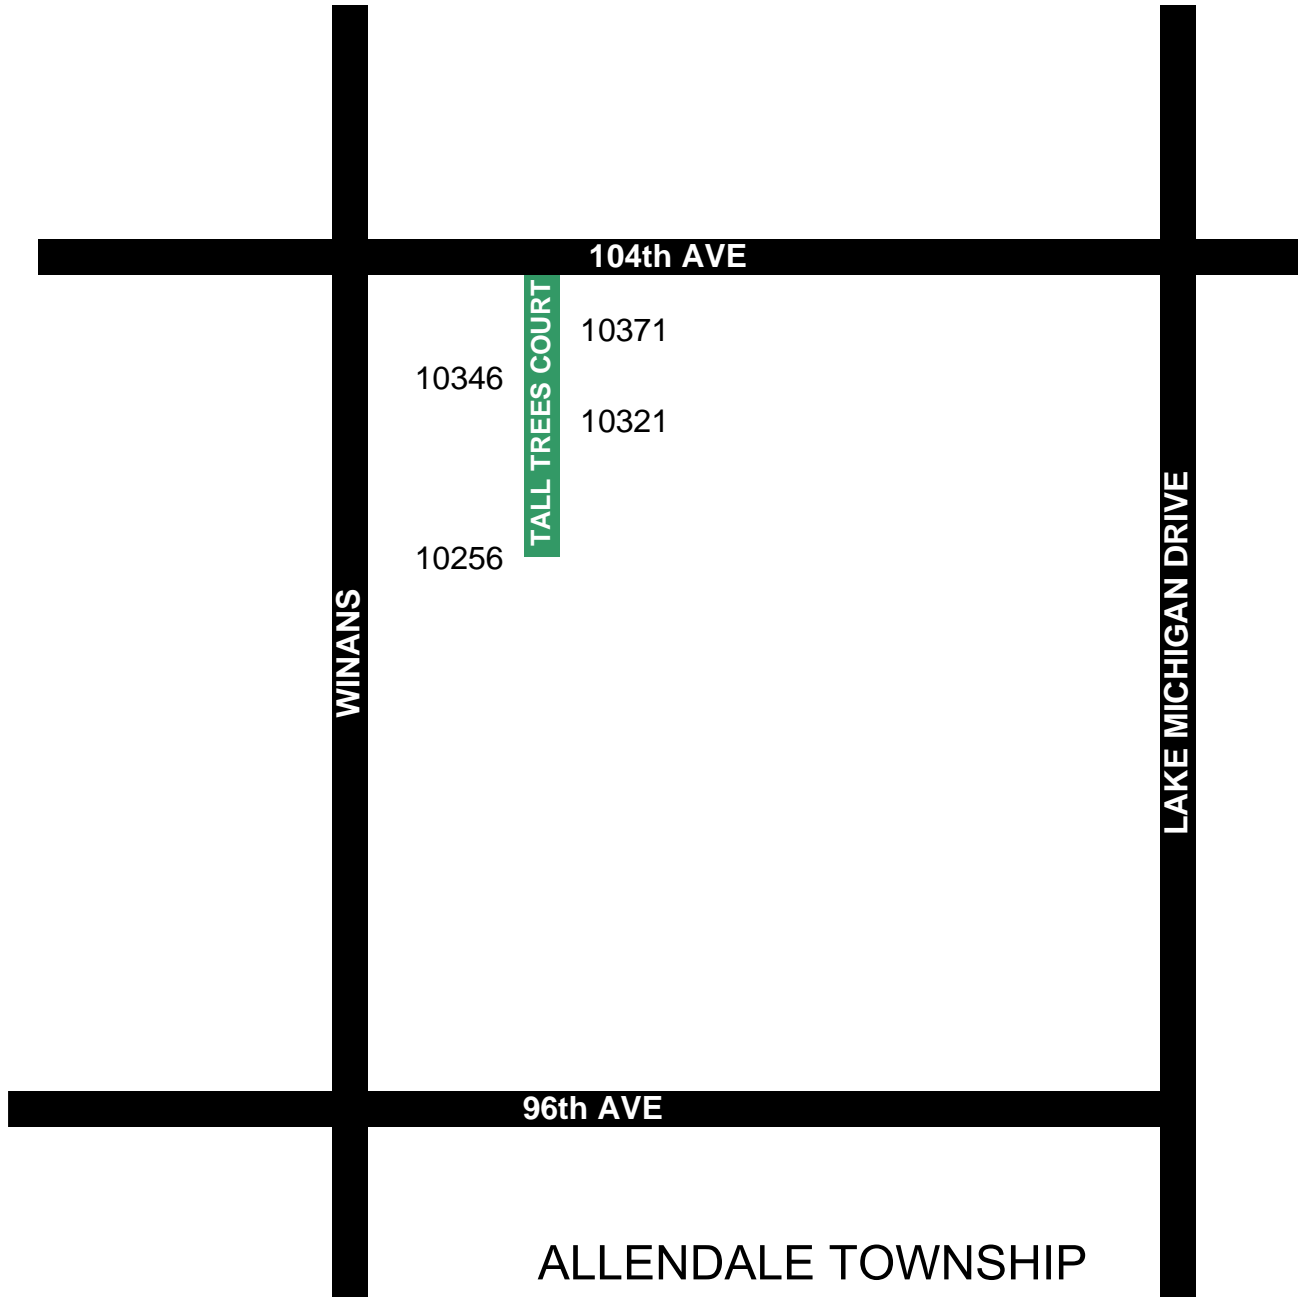 104th AVE
TALL TREES COURT
10371
10346
10321
10256
WINANS
LAKE MICHIGAN DRIVE
96th AVE
ALLENDALE TOWNSHIP